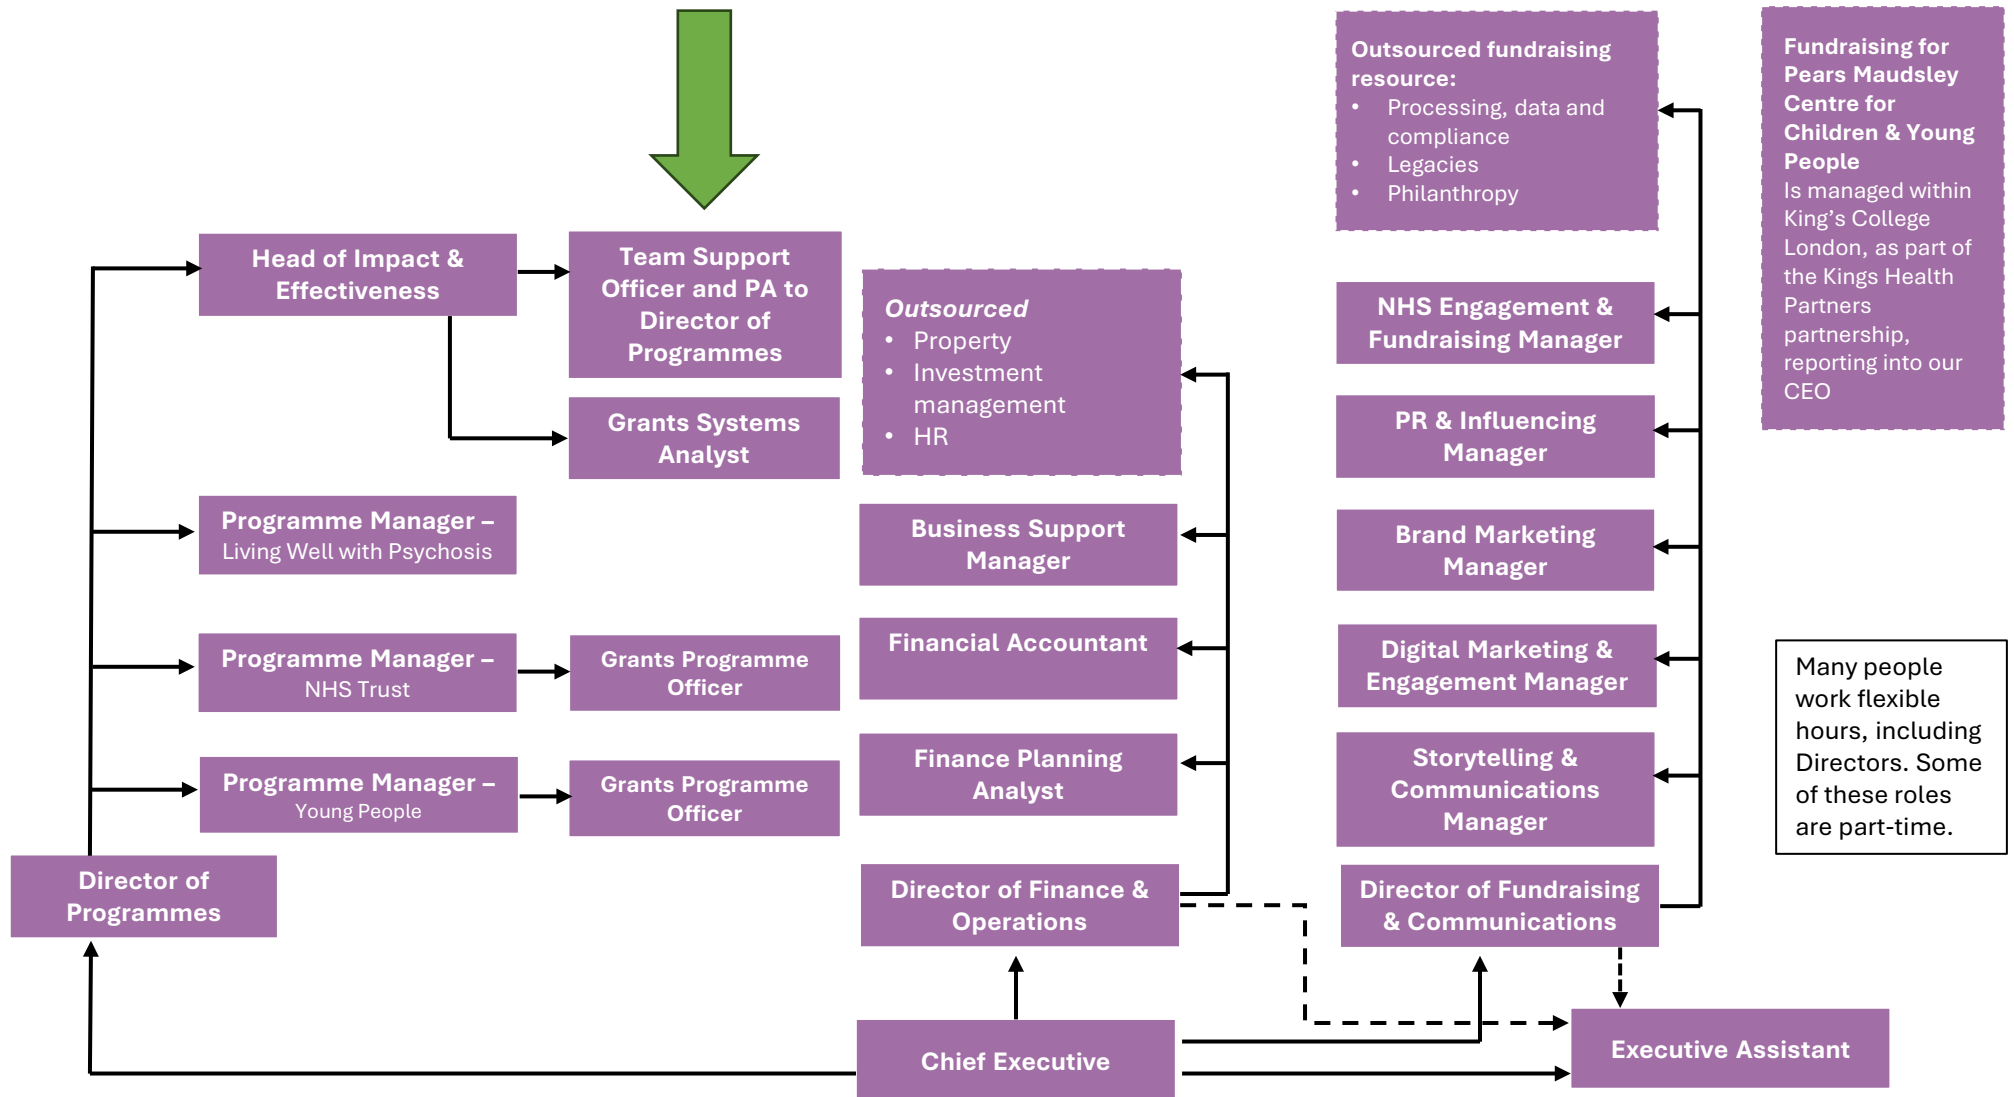 Head of Impact &
Effectiveness
Team Support
Officer and PA to
Director of
Programmes
Grants Systems
Analyst
Programme Manager –
Living Well with Psychosis
Programme Manager –
NHS Trust
Grants Programme
Officer
Programme Manager –
Young People
Grants Programme
Officer
Director of
Programmes
Outsourced
• Property
• Investment
management
• HR
Business Support
Manager
Financial Accountant
Finance Planning
Analyst
Director of Finance &
Operations
Chief Executive
Outsourced fundraising
resource:
• Processing, data and
compliance
• Legacies
• Philanthropy
NHS Engagement &
Fundraising Manager
PR & Influencing
Manager
Brand Marketing
Manager
Digital Marketing &
Engagement Manager
Storytelling &
Communications
Manager
Director of Fundraising
& Communications
Executive Assistant
Fundraising for
Pears Maudsley
Centre for
Children & Young
People
Is managed within
King’s College
London, as part of
the Kings Health
Partners
partnership,
reporting into our
CEO
Many people
work flexible
hours, including
Directors. Some
of these roles
are part-time.